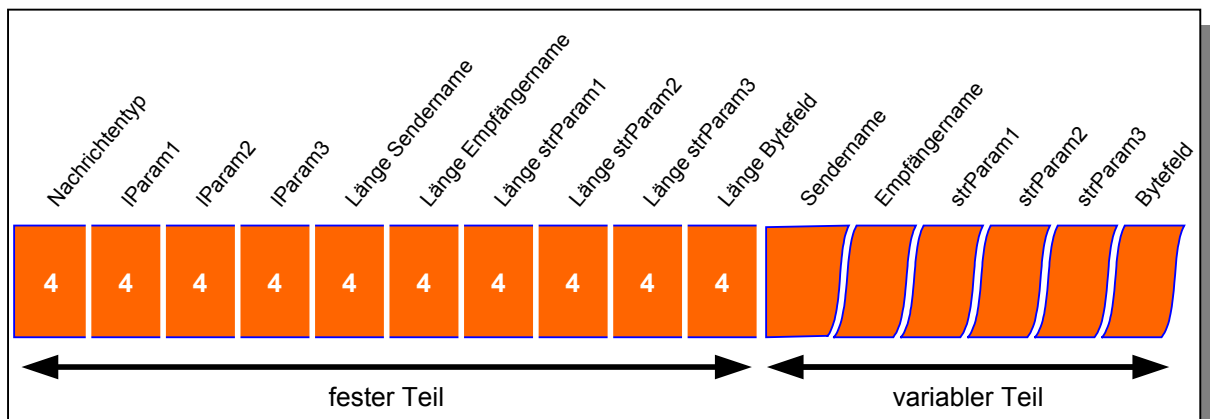 Nachrichtentyp
lParam1
lParam2
lParam3
Länge Sendername
Länge Empfängername
Länge strParam1
Länge strParam2
Länge strParam3
Länge Bytefeld
Sendername
Empfängername
strParam1
strParam2
strParam3
Bytefeld
4 4 4 4 4 4 4 4 4 4
fester Teil
variabler Teil